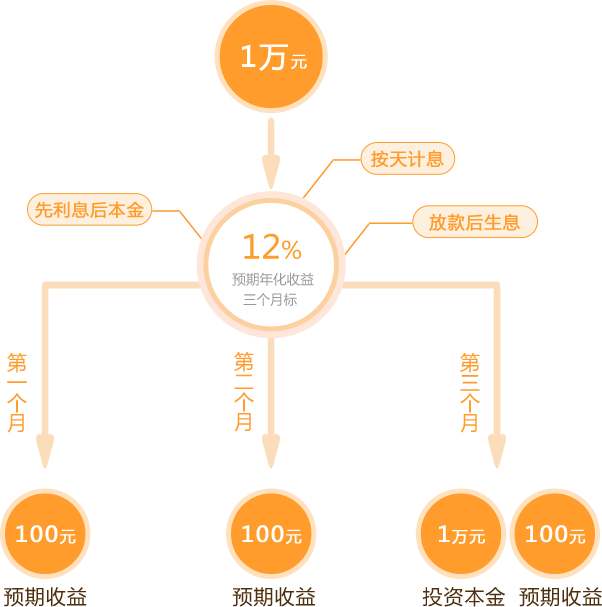 1万元
按天计息
先利息后本金
放款后生息
12%
预期年化收益
三个月标
第一个月
第二个月
第三个月
100元
100元
1万元
100元
预期收益
预期收益
投资本金
预期收益